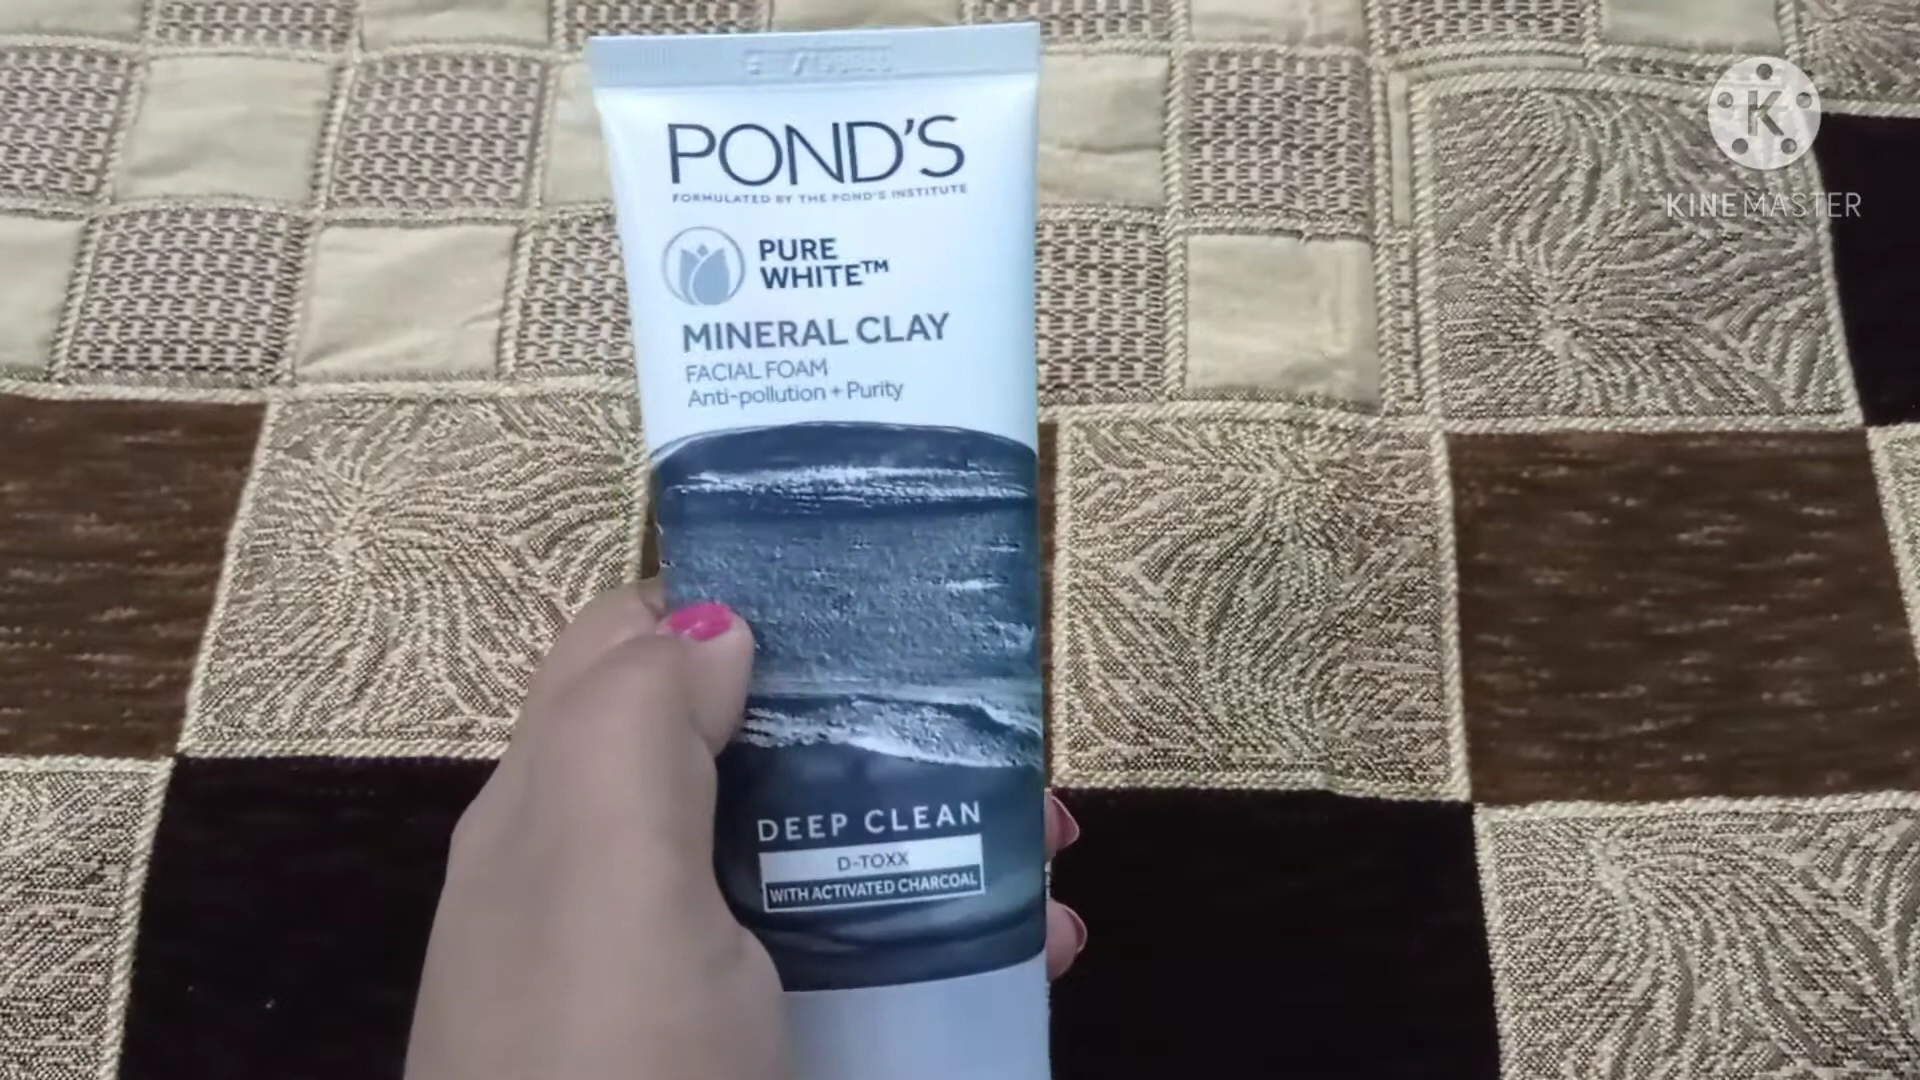 POND'S
FORMULATED BY THE POND'S INSTITUTE
PURE
WHITE™
MINERAL CLAY
FACIAL FOAM
Anti-pollution + Purity
DEEP CLEAN
D-TOXX
WITH ACTIVATED CHARCOAL
K
KINEMASTER